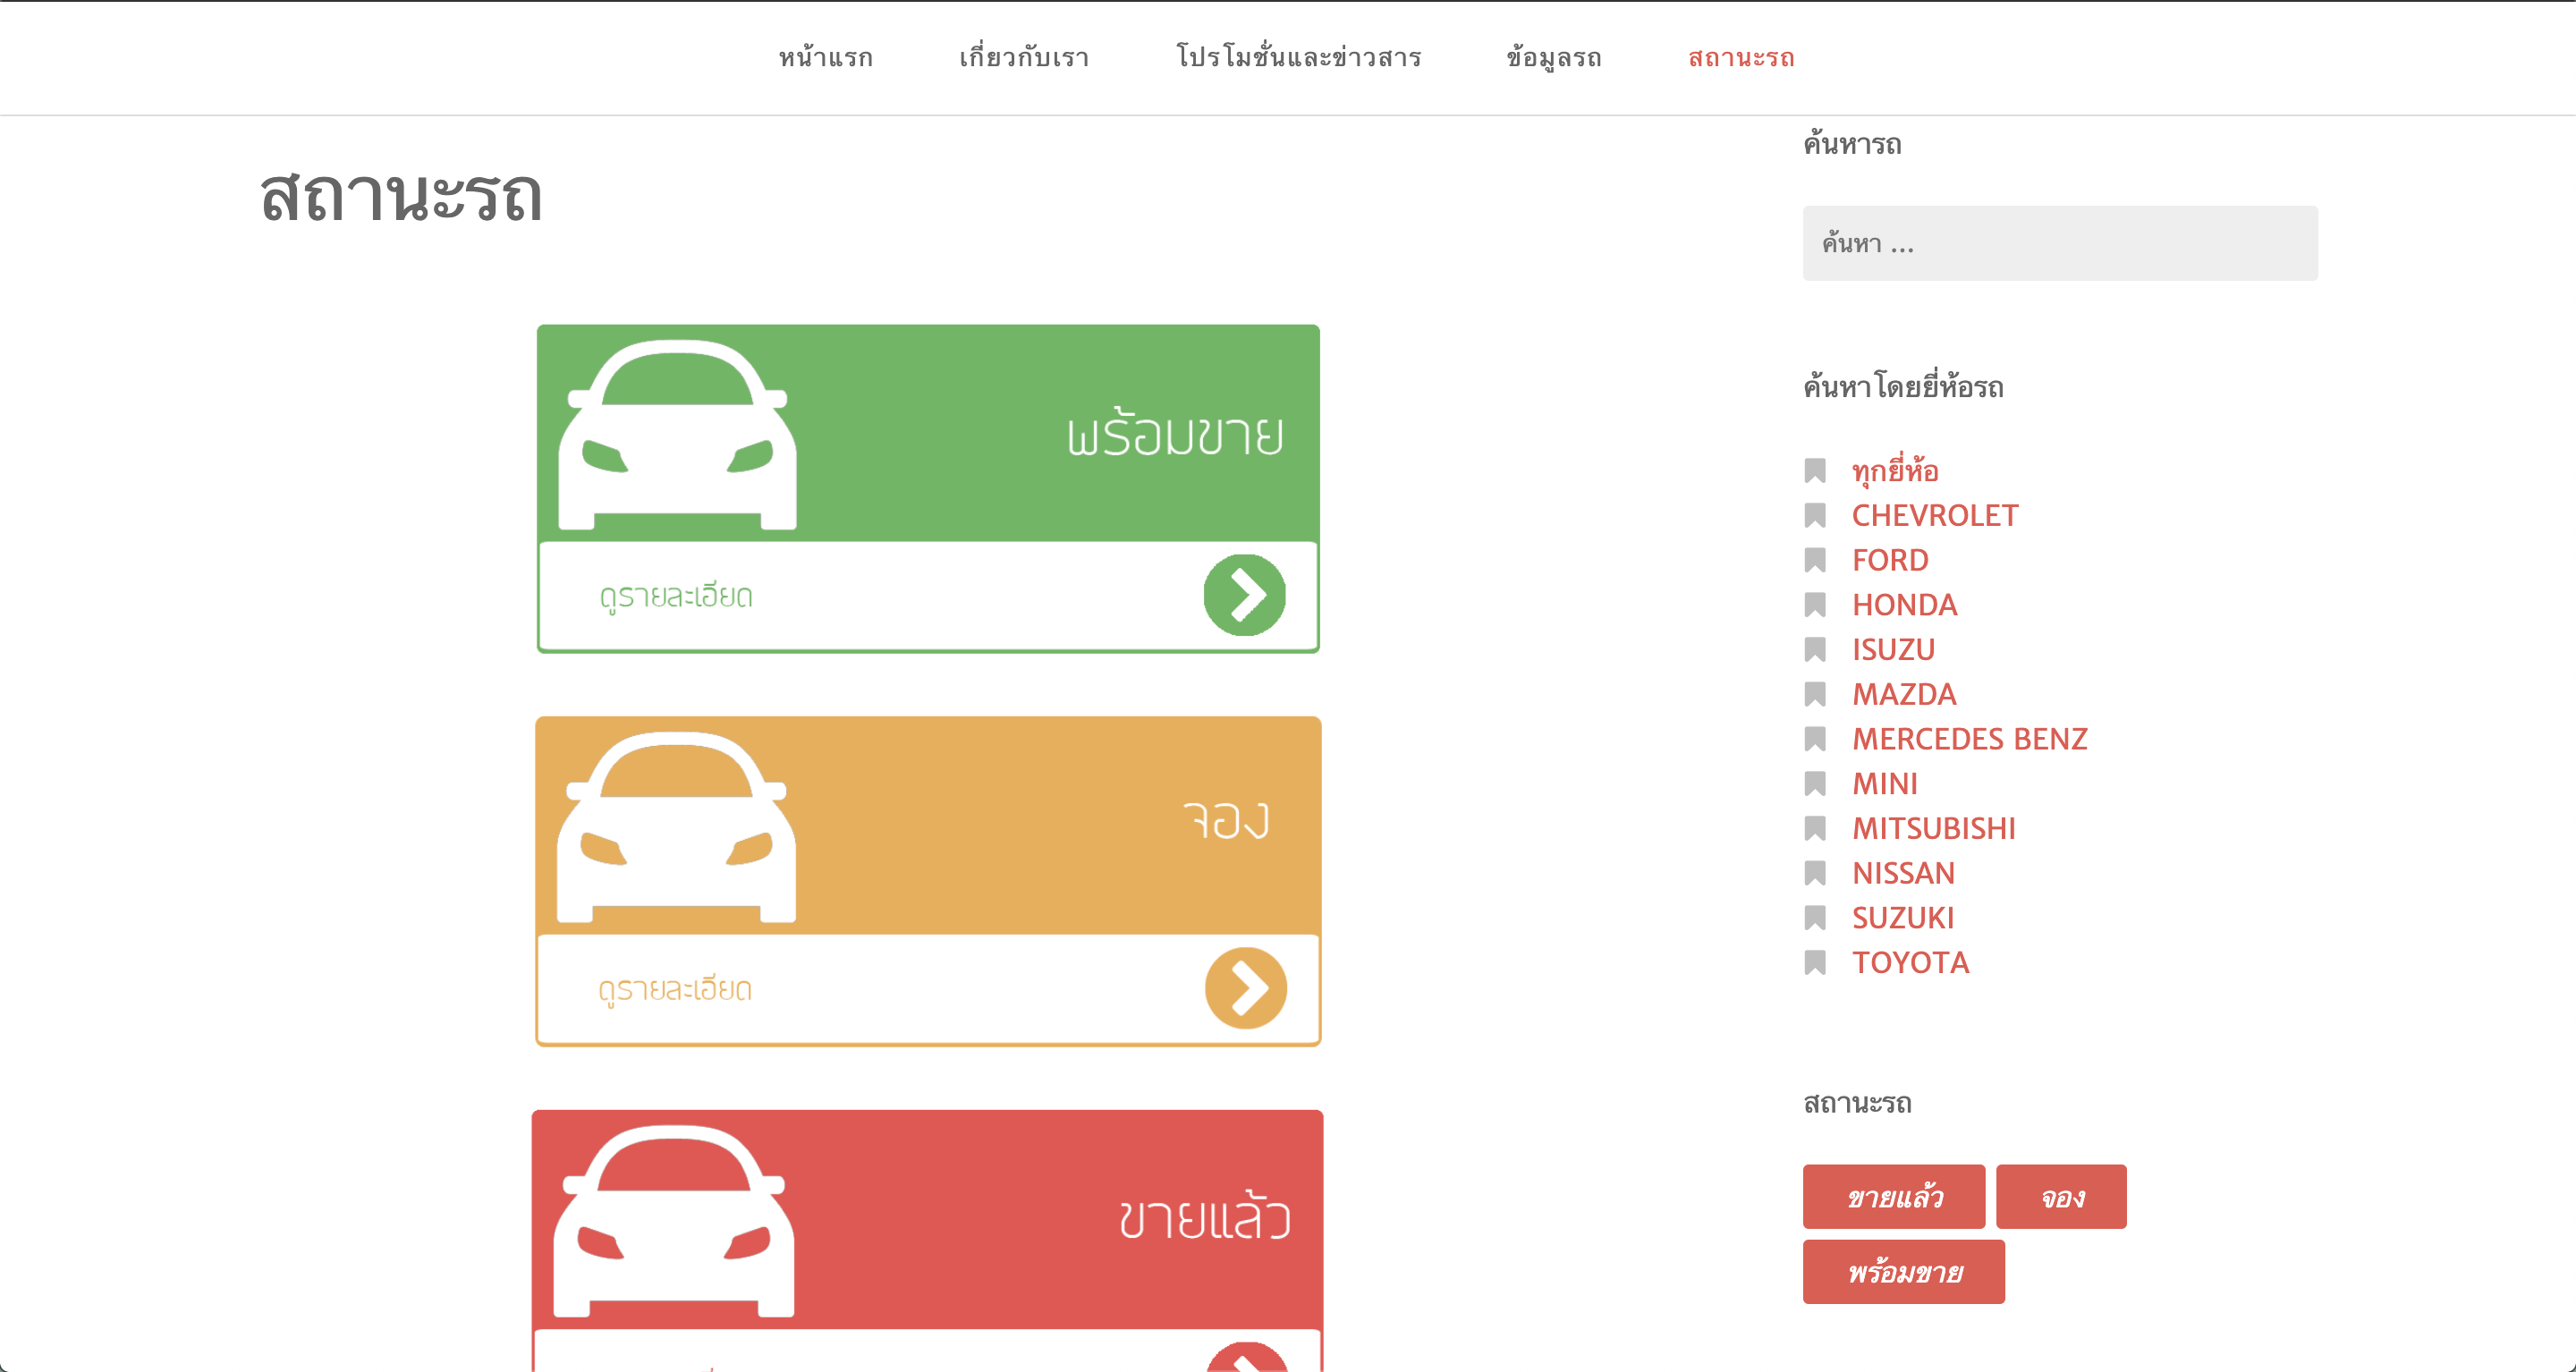 หน้าแรก เกี่ยวกับเรา โปรโมชั่นและข่าวสาร ข้อมูลรถ สถานะรถ
สถานะรถ
พร้อมขาย
ดูรายละเอียด
จอง
ดูรายละเอียด
ขายแล้ว
ค้นหารถ
ค้นหา ...
ค้นหาโดยยี่ห้อรถ
ทุกยี่ห้อ
CHEVROLET
FORD
HONDA
ISUZU
MAZDA
MERCEDES BENZ
MINI
MITSUBISHI
NISSAN
SUZUKI
TOYOTA
สถานะรถ
ขายแล้ว จอง
พร้อมขาย